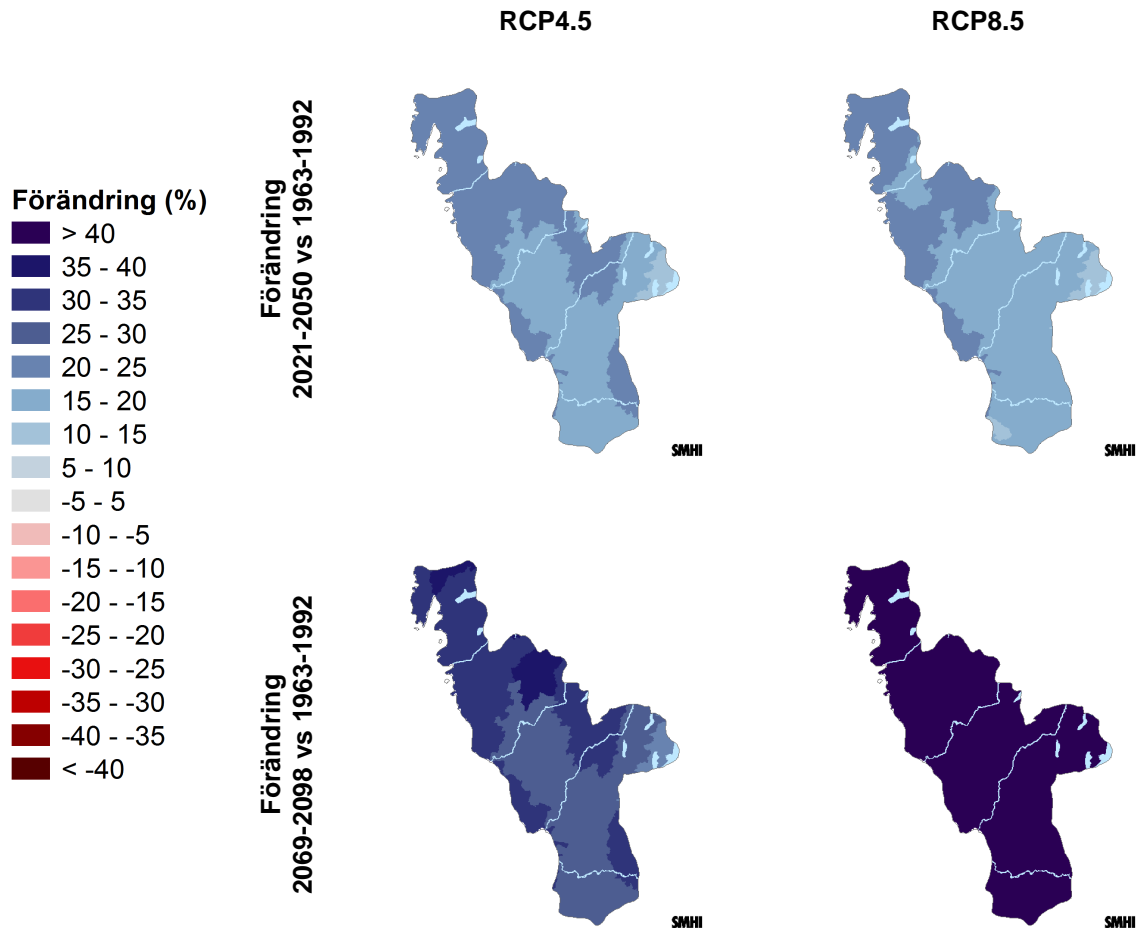 RCP4.5
RCP8.5
Förändring
2021-2050 vs 1963-1992
Förändring (%)
> 40
35 - 40
30 - 35
25 - 30
20 - 25
15 - 20
10 - 15
5 - 10
-5 - 5
-10 - -5
-15 - -10
-20 - -15
-25 - -20
-30 - -25
-35 - -30
-40 - -35
< -40
SMHI
SMHI
Förändring
2069-2098 vs 1963-1992
SMHI
SMHI